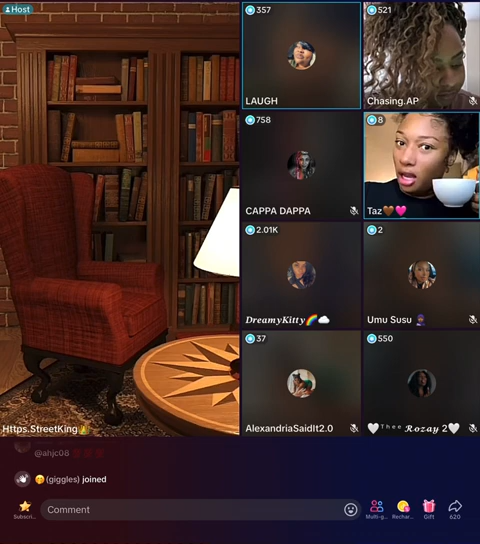 Host
357
LAUGH
521
Chasing.AP
758
CAPPA DAPPA
8
Taz🤎💖
2.01K
DreamyKitty🌈☁️
2
Umu Susu
37
AlexandriaSaidIt2.0
550
🤍ᵀʰᵉᵉ Rozay 2🤍
Https.StreetKing
@ahjc08
(giggles) joined
Subscri...
Comment
Multi-g...
Rechar...
Gift
620